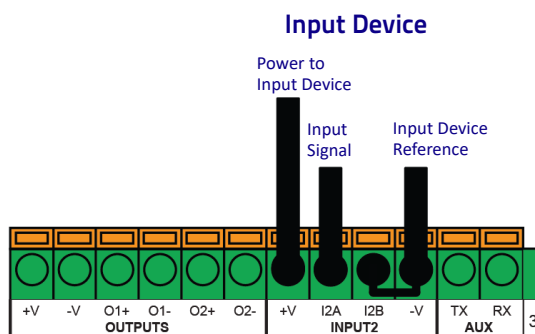 Input Device
Power to
Input Device
Input
Signal
Input Device
Reference
+V -V O1+ O1- O2+ O2- +V I2A I2B -V TX RX
OUTPUTS INPUT2 AUX 3